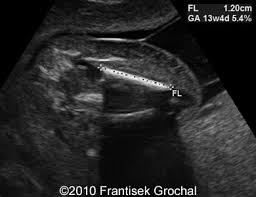 FL 1.20cm
GA 13w4d 5.4%
FL
©2010 Frantisek Grochal